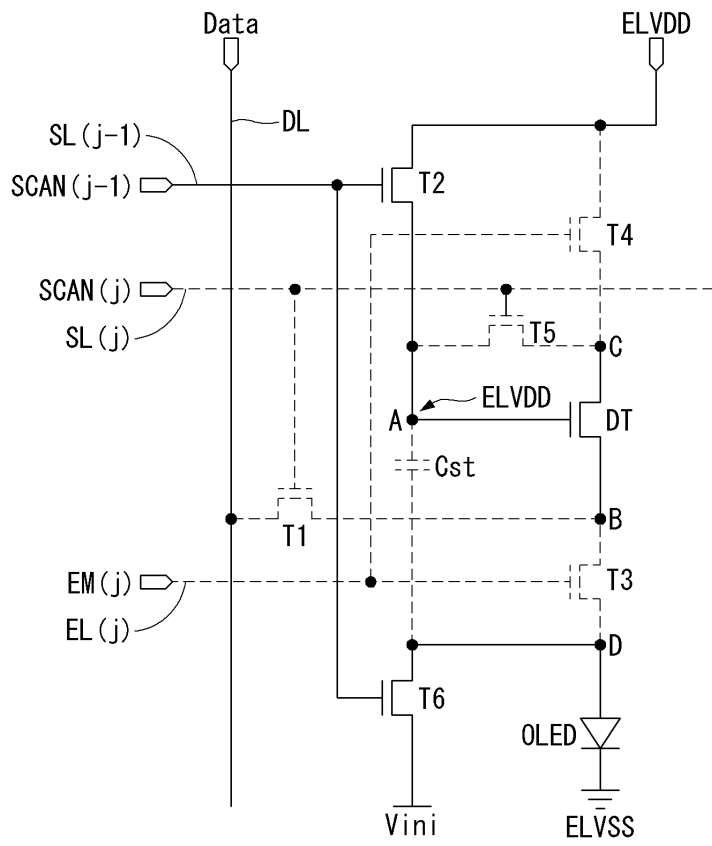 Data
ELVDD
DL
SL(j-1)
SCAN(j-1)
T2
T4
SCAN(j)
SL(j)
T5
C
ELVDD
A
DT
Cst
T1
B
EM(j)
T3
EL(j)
D
T6
OLED
Vini
ELVSS